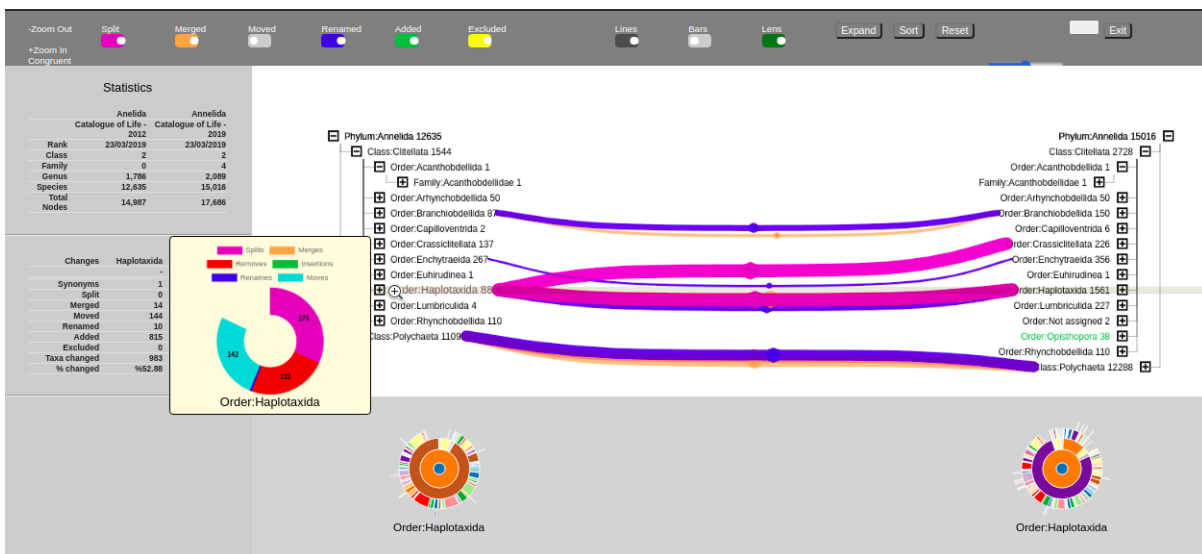 -Zoom Out Split Merged Moved Renamed Added Excluded Lines Bars Lens Expand Sort Reset Exit
+Zoom In
Congruent
Statistics
Anelida Annelida
Catalogue of Life - 2012 Catalogue of Life - 2019
Rank 23/03/2019 23/03/2019
Class 2 2
Family 0 4
Genus 1,786 2,089
Species 12,635 15,016
Total Nodes 14,987 17,686
Changes Haplotaxida
-
Synonyms 1
Split 0
Merged 14
Moved 144
Renamed 10
Added 815
Excluded 0
Taxa changed 983
% changed %52.88
Splits Merges
Removes Insertions
Renames Moves
175
142
132
Order:Haplotaxida
Phylum:Annelida 12635
Class:Clitellata 1544
Order:Acanthobdellida 1
Family:Acanthobdellidae 1
Order:Arhynchobdellida 50
Order:Branchiobdellida 87
Order:Capilloventrida 2
Order:Crassiclitellata 137
Order:Enchytraeida 267
Order:Euhirudinea 1
rder:Haplotaxida 88
Order:Lumbriculida 4
Order:Rhynchobdellida 110
lass:Polychaeta 1109
Phylum:Annelida 15016
Class:Clitellata 2728
Order:Acanthobdellida 1
Family:Acanthobdellidae 1
Order:Arhynchobdellida 50
Order:Branchiobdellida 150
Order:Capilloventrida 6
rder:Crassiclitellata 226
Order:Enchytraeida 356
Order:Euhirudinea 1
Order:Haplotaxida 1561
Order:Lumbriculida 227
Order:Not assigned 2
Order:Opisthopora 38
Order:Rhynchobdellida 110
lass:Polychaeta 12288
Order:Haplotaxida
Order:Haplotaxida